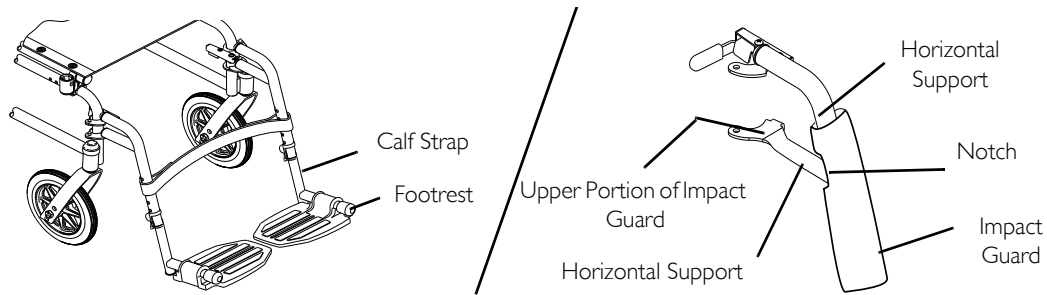 Calf Strap
Footrest
Horizontal
Support
Notch
Upper Portion of Impact
Guard
Impact
Guard
Horizontal Support